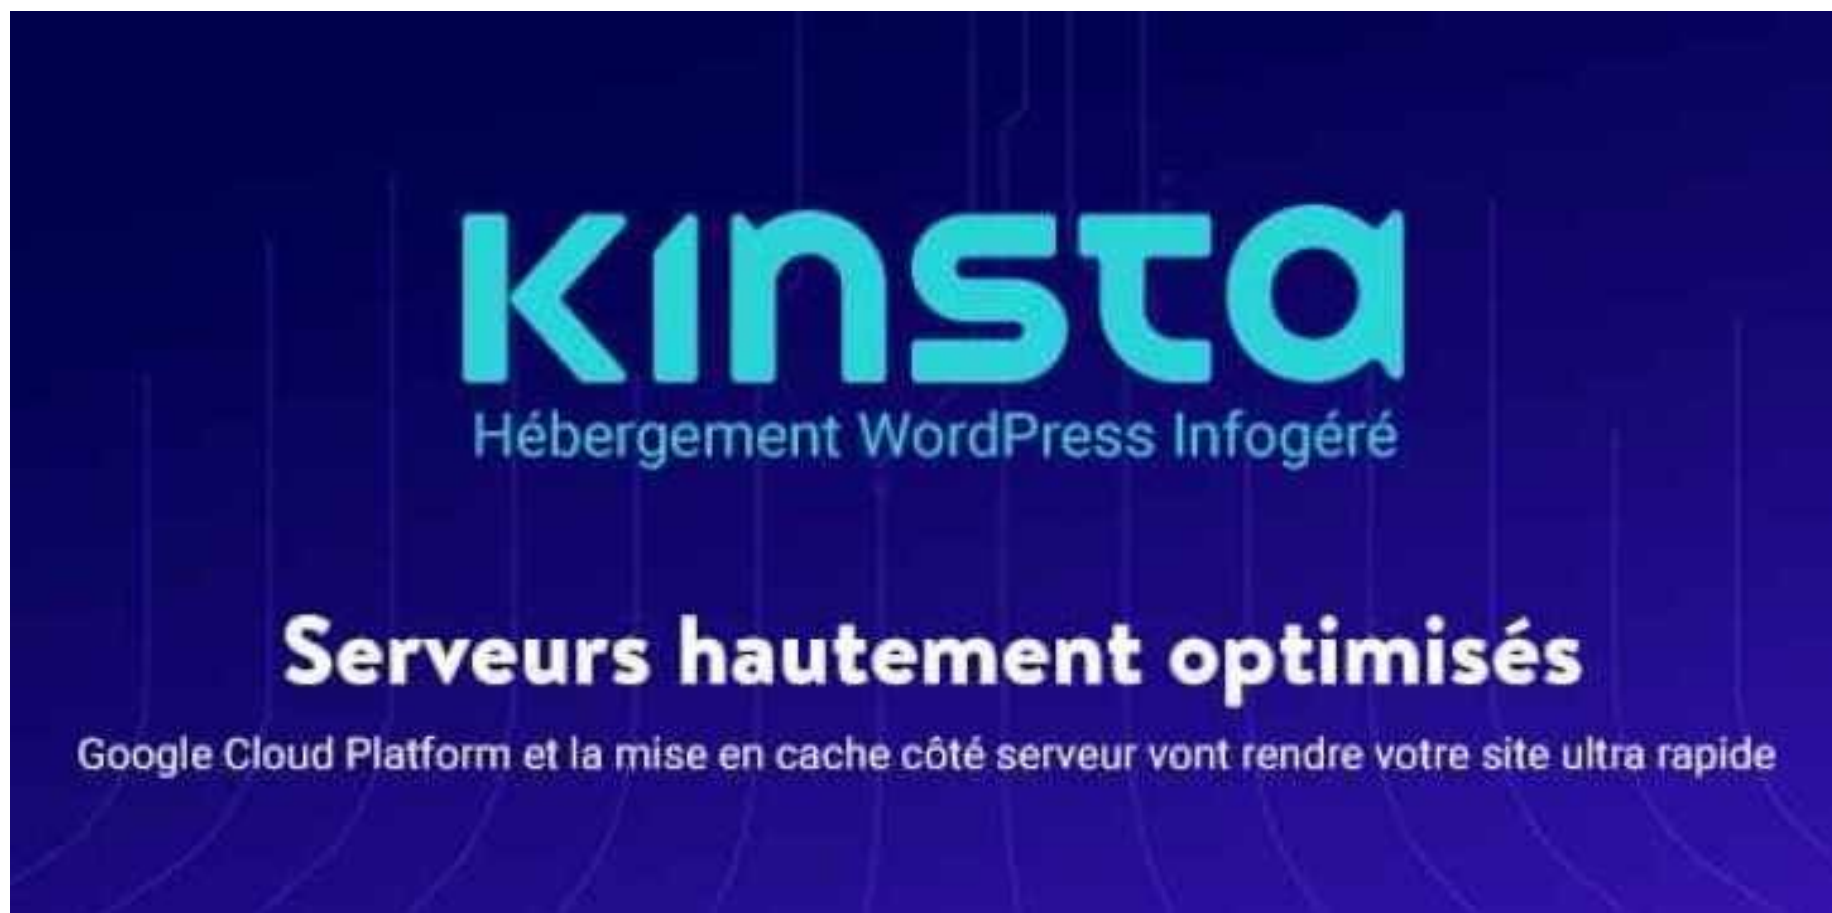 KINSTA
Hébergement WordPress Infogéré
Serveurs hautement optimisés
Google Cloud Platform et la mise en cache côté serveur vont rendre votre site ultra rapide